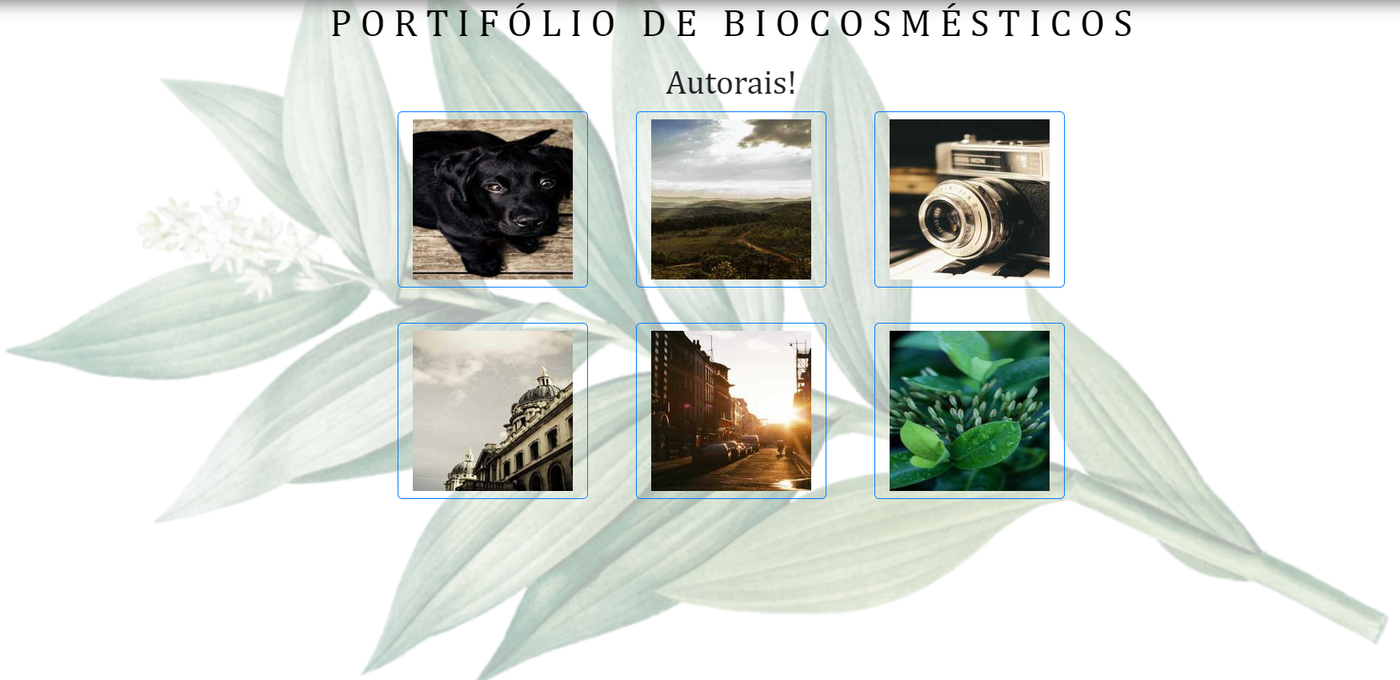 PORTIFÓLIO DE BIOCOSMÉSTICOS
Autorais!